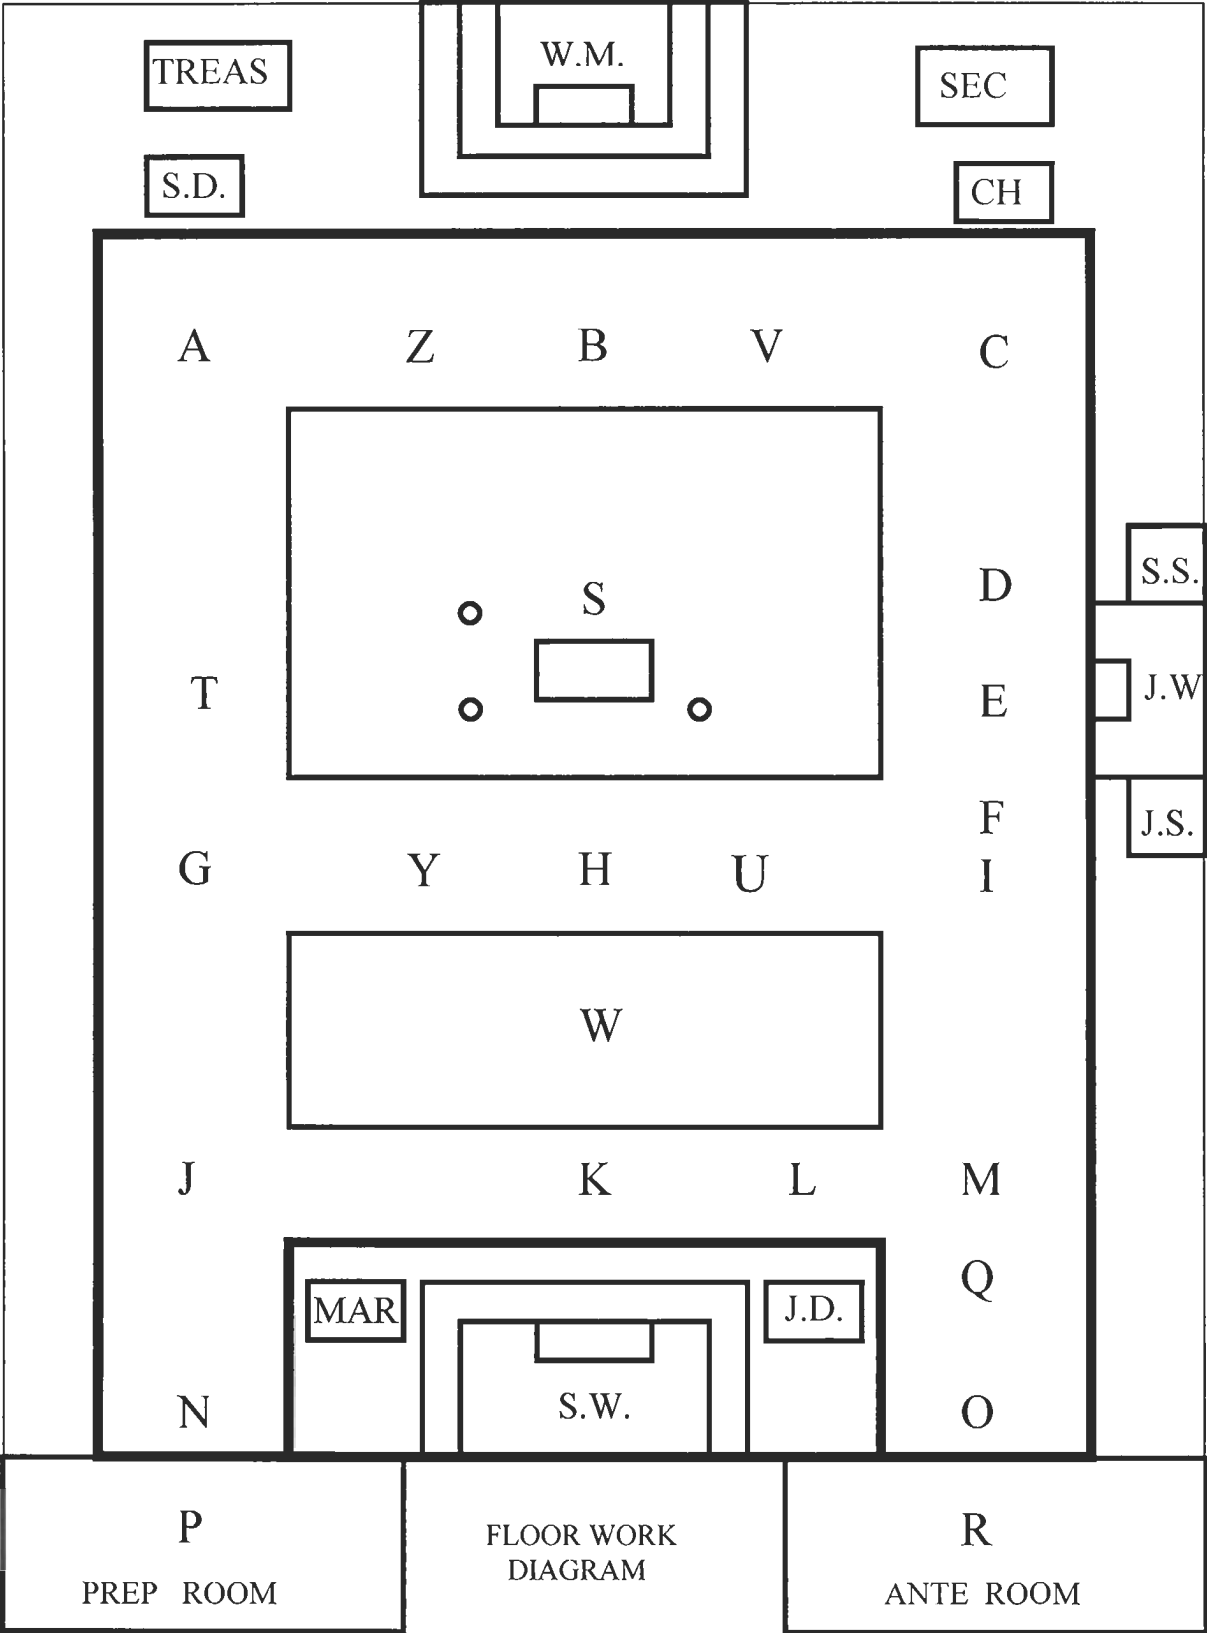 W.M.
TREAS
SEC
S.D.
CH
A Z B V C
S.S.
D
S
T
E
J.W
F
J.S.
G Y H U I
W
J K L M
Q
MAR
J.D.
S.W.
N
O
P
R
FLOOR WORK
DIAGRAM
PREP ROOM
ANTE ROOM